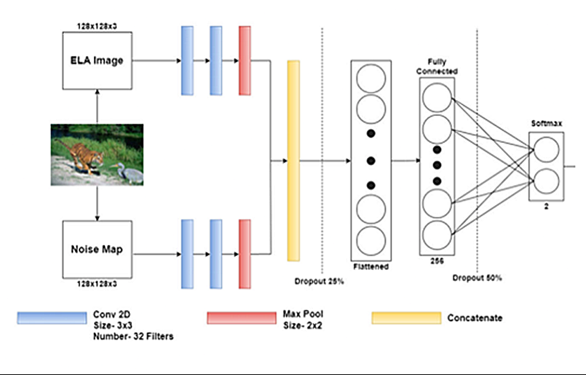 128x128x3
ELA Image
Noise Map
128x128x3
Dropout 25%
Flattened
Fully
Connected
256
Dropout 50%
Softmax
2
Conv 2D
Size- 3x3
Number- 32 Filters
Max Pool
Size- 2x2
Concatenate